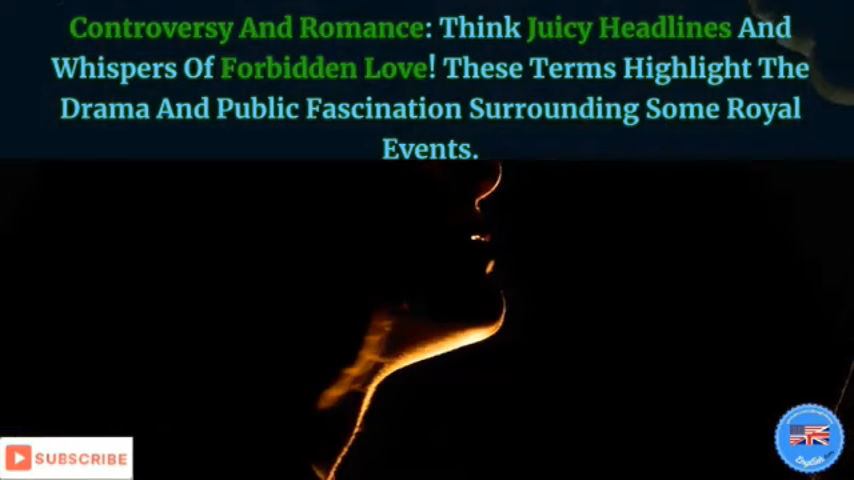 Controversy And Romance: Think Juicy Headlines And
Whispers Of Forbidden Love! These Terms Highlight The
Drama And Public Fascination Surrounding Some Royal
Events.
SUBSCRIBE